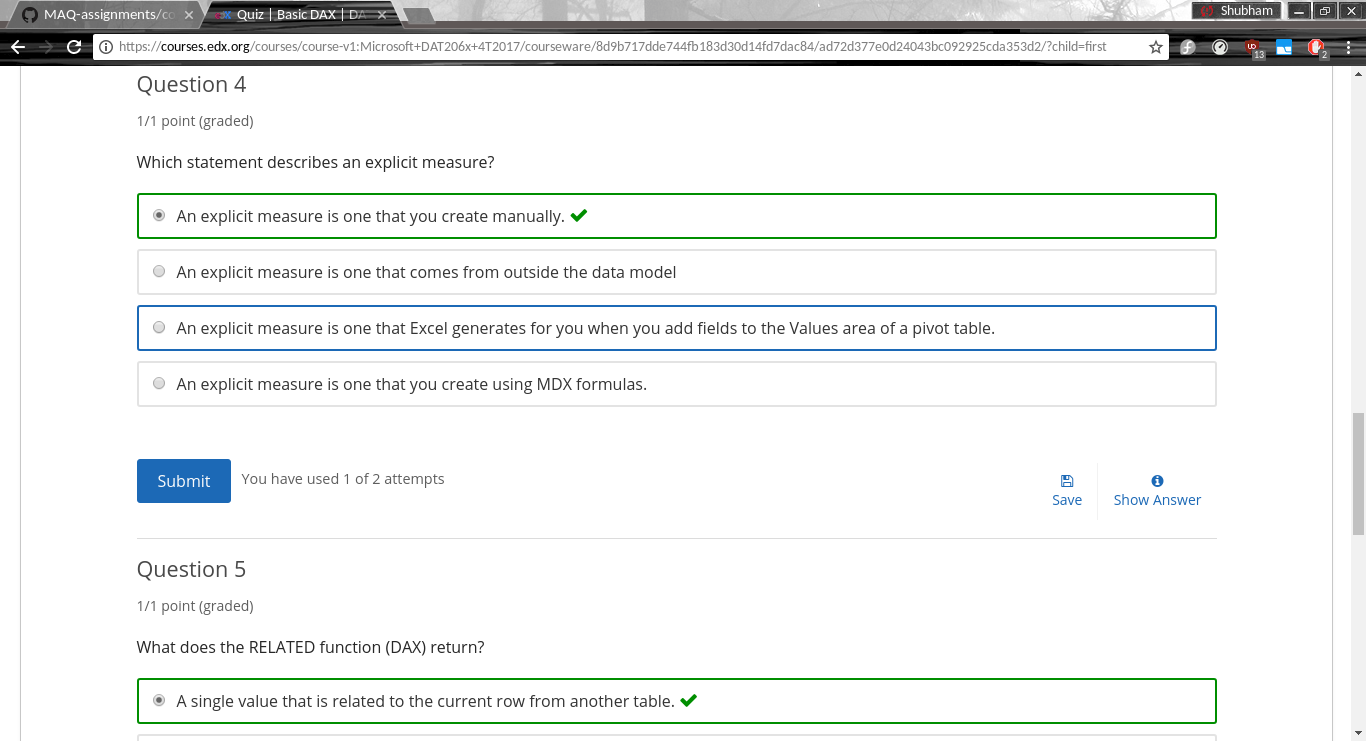 MAQ-assignments/co
Quiz | Basic DAX | DA
Shubham
https://courses.edx.org/courses/course-v1:Microsoft+DAT206x+4T2017/courseware/8d9b717dde744fb183d30d14fd7dac84/ad72d377e0d24043bc092925cda353d2/?child=first
13
2
Question 4
1/1 point (graded)
Which statement describes an explicit measure?
An explicit measure is one that you create manually.
An explicit measure is one that comes from outside the data model
An explicit measure is one that Excel generates for you when you add fields to the Values area of a pivot table.
An explicit measure is one that you create using MDX formulas.
Submit
You have used 1 of 2 attempts
Save
Show Answer
Question 5
1/1 point (graded)
What does the RELATED function (DAX) return?
A single value that is related to the current row from another table.